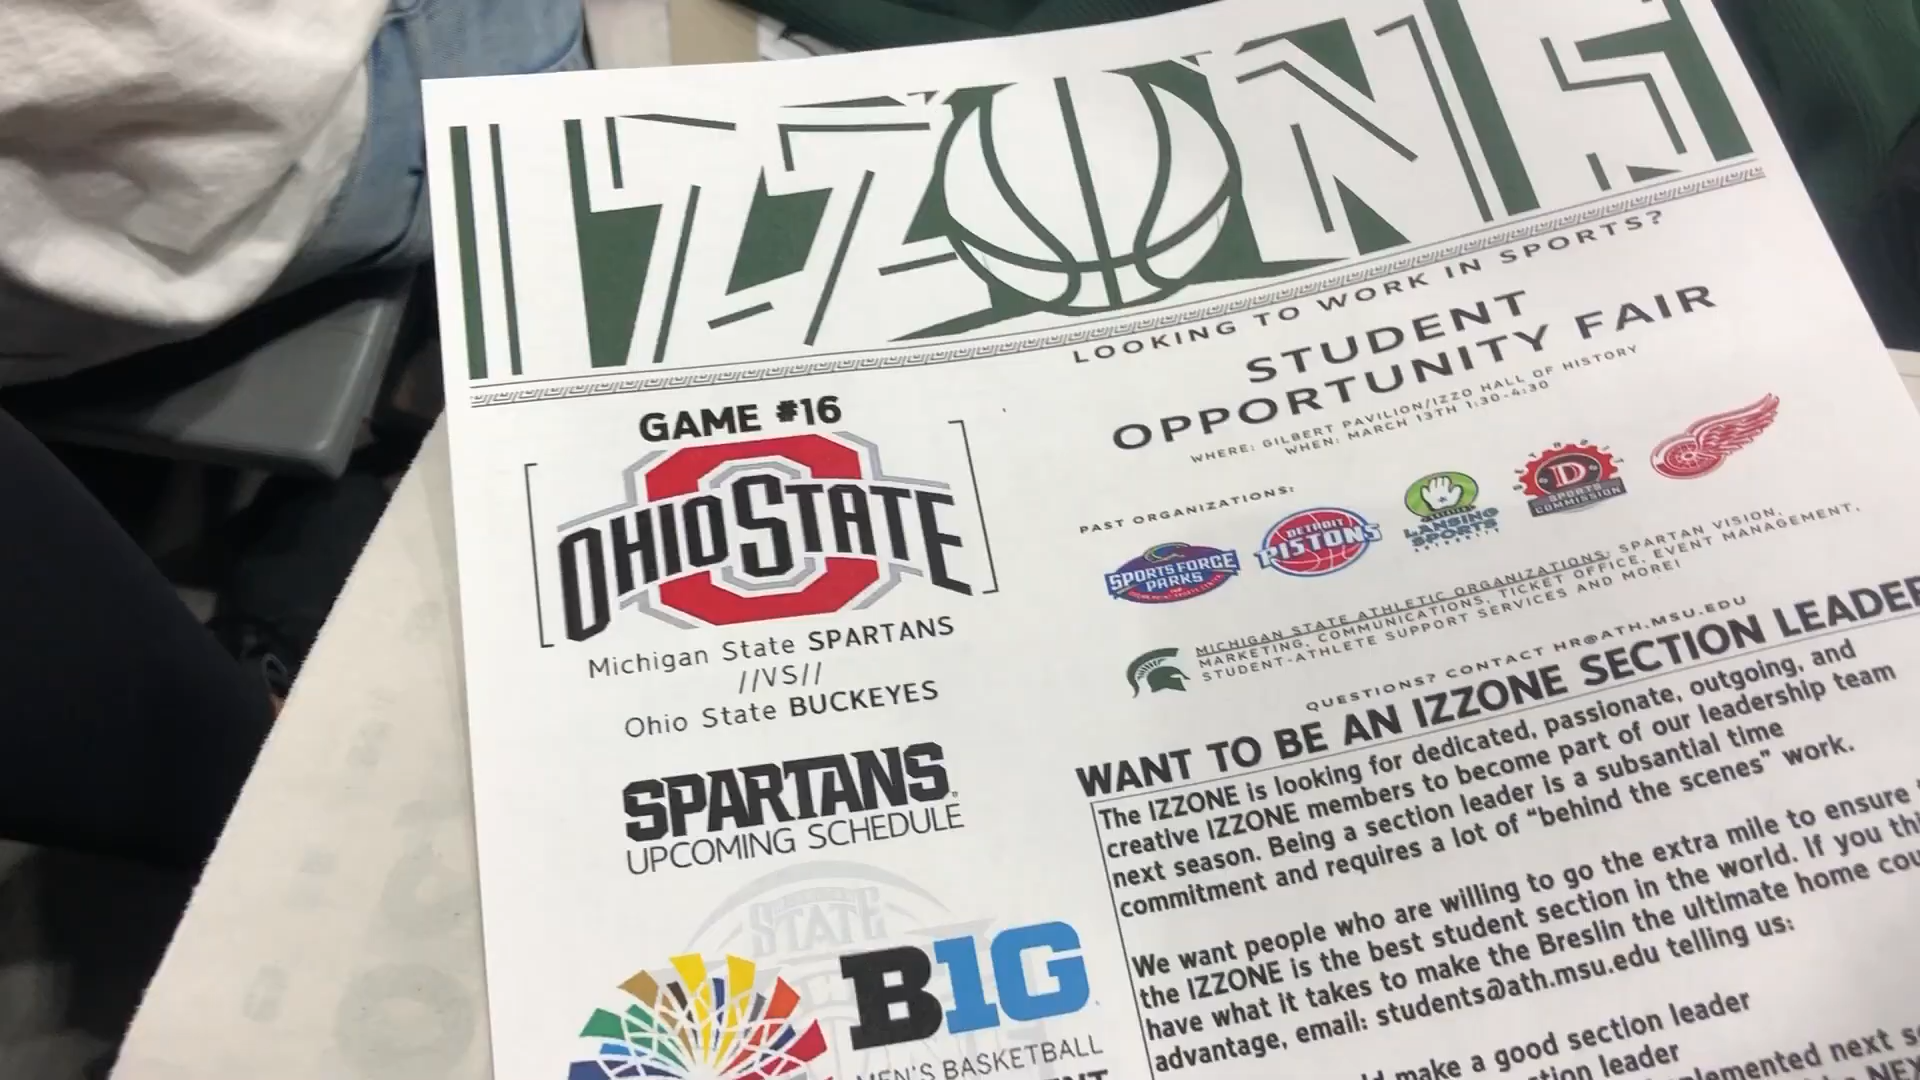 IZZONE
GAME #16
OHIO STATE
Michigan State SPARTANS
//VS//
Ohio State BUCKEYES
SPARTANS
UPCOMING SCHEDULE
STATE
B1G
MEN'S BASKETBALL
LOOKING TO WORK IN SPORTS?
STUDENT
OPPORTUNITY FAIR
WHERE: GILBERT PAVILION/IZZO HALL OF HISTORY
WHEN: MARCH 13TH 1:30-4:30
PAST ORGANIZATIONS:
SPORTS FORCE
PARKS
DETROIT
PISTONS
LANSING
SPORTS
DETROIT
D
SPORTS
COMMISSION
MICHIGAN STATE ATHLETIC ORGANIZATIONS: SPARTAN VISION,
MARKETING, COMMUNICATIONS, TICKET OFFICE, EVENT MANAGEMENT,
STUDENT-ATHLETE SUPPORT SERVICES AND MORE!
QUESTIONS? CONTACT HR@ATH.MSU.EDU
WANT TO BE AN IZZONE SECTION LEADER
The IZZONE is looking for dedicated, passionate, outgoing, and
creative IZZONE members to become part of our leadership team
next season. Being a section leader is a subsantial time
commitment and requires a lot of “behind the scenes” work.
We want people who are willing to go the extra mile to ensure
the IZZONE is the best student section in the world. If you thi
have what it takes to make the Breslin the ultimate home cou
advantage, email: students@ath.msu.edu telling us:
make a good section leader
tion leader
plemented next s
NEX